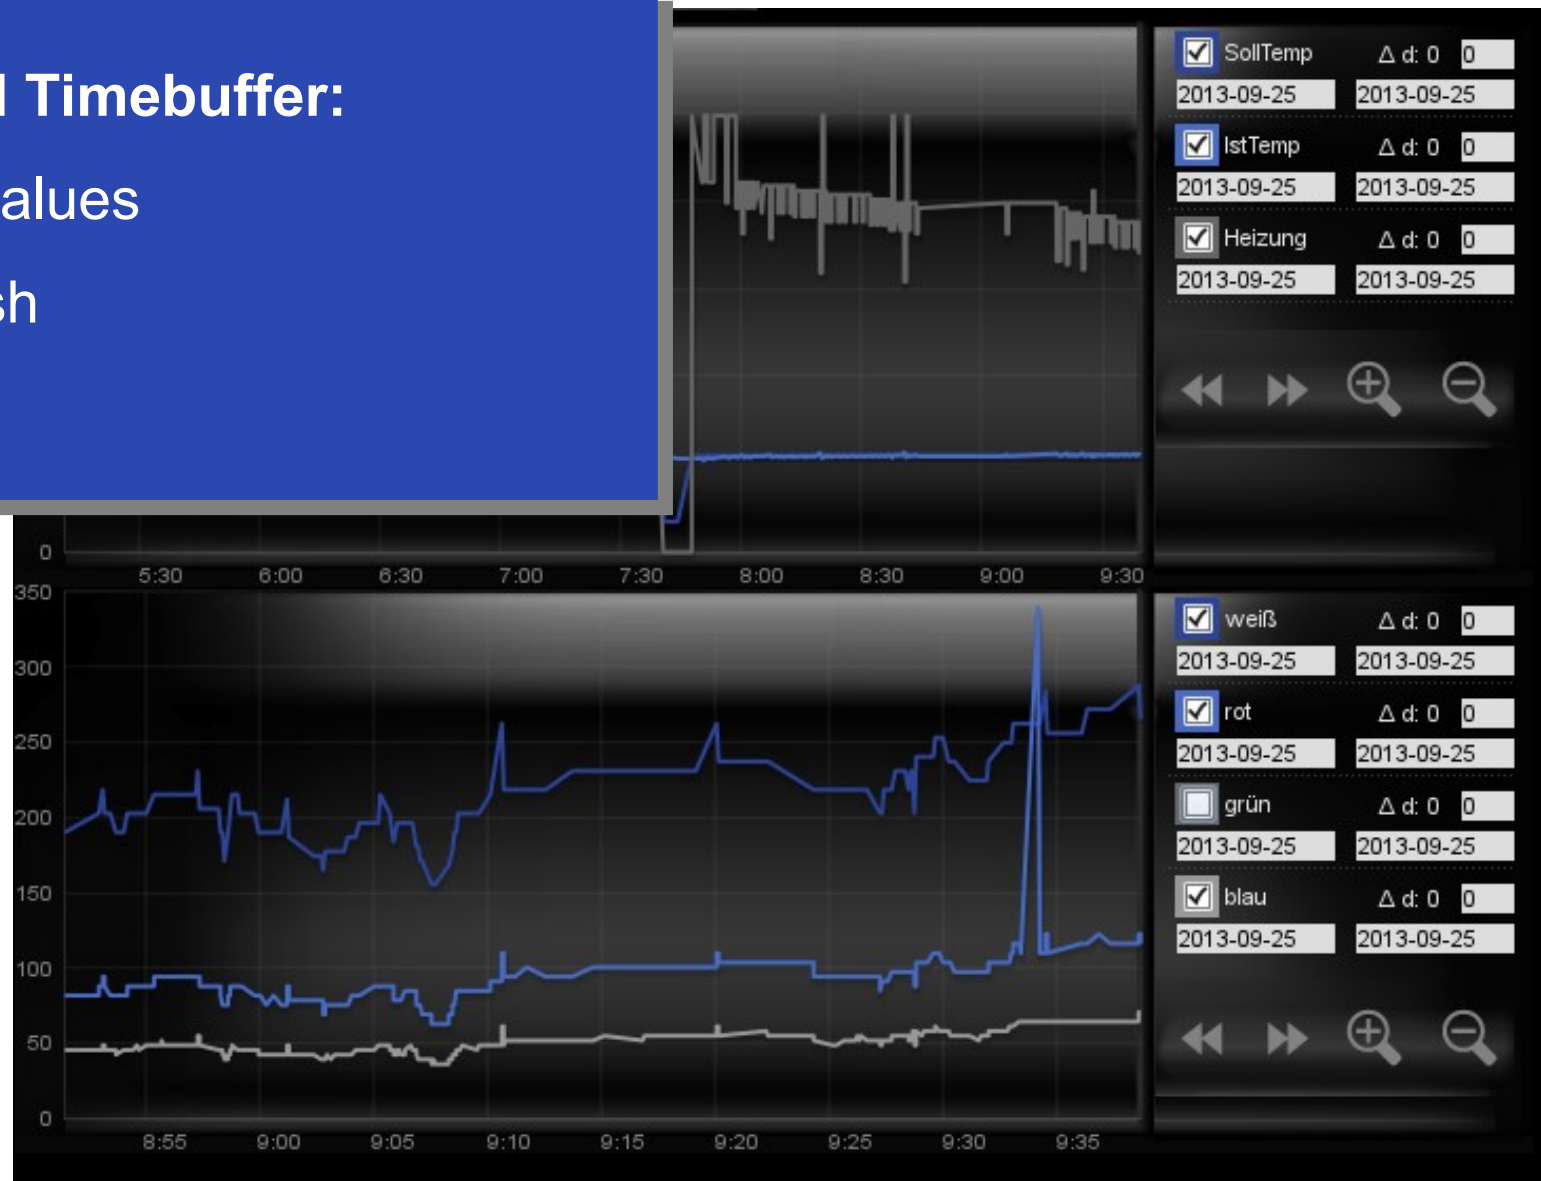 Timebuffer:
alues
sh
SollTemp Δ d: 0 0
2013-09-25 2013-09-25
IstTemp Δ d: 0 0
2013-09-25 2013-09-25
Heizung Δ d: 0 0
2013-09-25 2013-09-25
0
5:30 6:00 6:30 7:00 7:30 8:00 8:30 9:00 9:30
350
300
250
200
150
100
50
0
8:55 9:00 9:05 9:10 9:15 9:20 9:25 9:30 9:35
weiß Δ d: 0 0
2013-09-25 2013-09-25
rot Δ d: 0 0
2013-09-25 2013-09-25
grün Δ d: 0 0
2013-09-25 2013-09-25
blau Δ d: 0 0
2013-09-25 2013-09-25